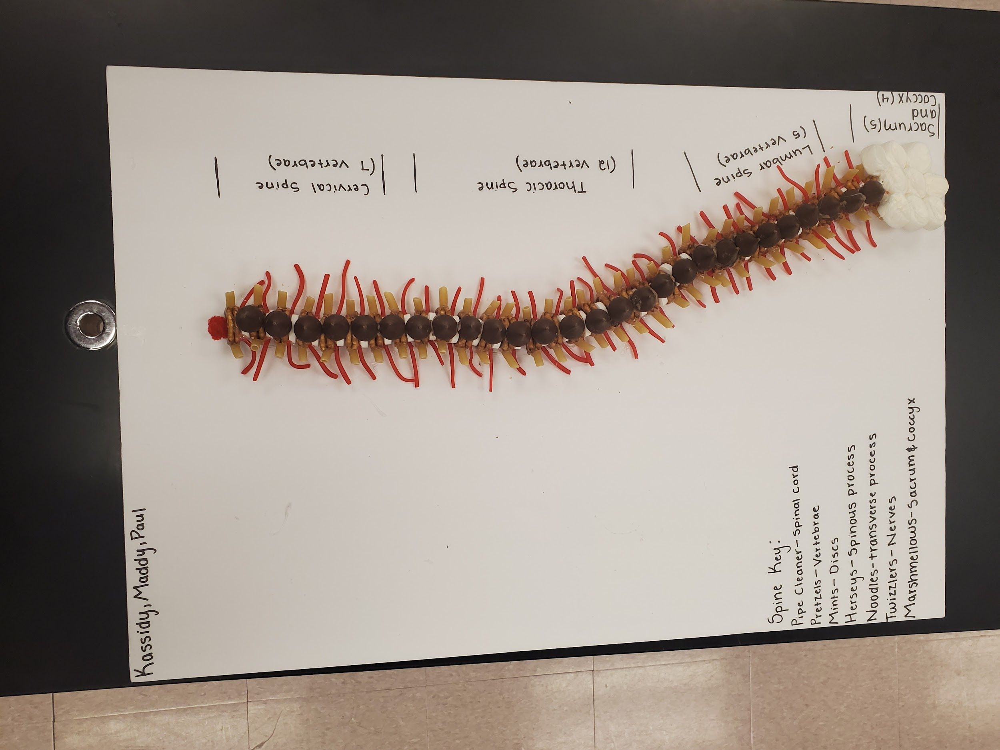 Kassidy, Maddy, Paul
Cervical Spine
(7 vertebrae)
Thoracic Spine
(12 vertebrae)
Lumbar Spine
(5 vertebrae)
Sacrum(5)
and
Coccyx(4)
Spine Key:
Pipe Cleaner-Spinal cord
Pretzels-Vertebrae
Mints-Discs
Herseys-Spinous process
Noodles-transverse process
Twizzlers-Nerves
Marshmellows-Sacrum & Coccyx